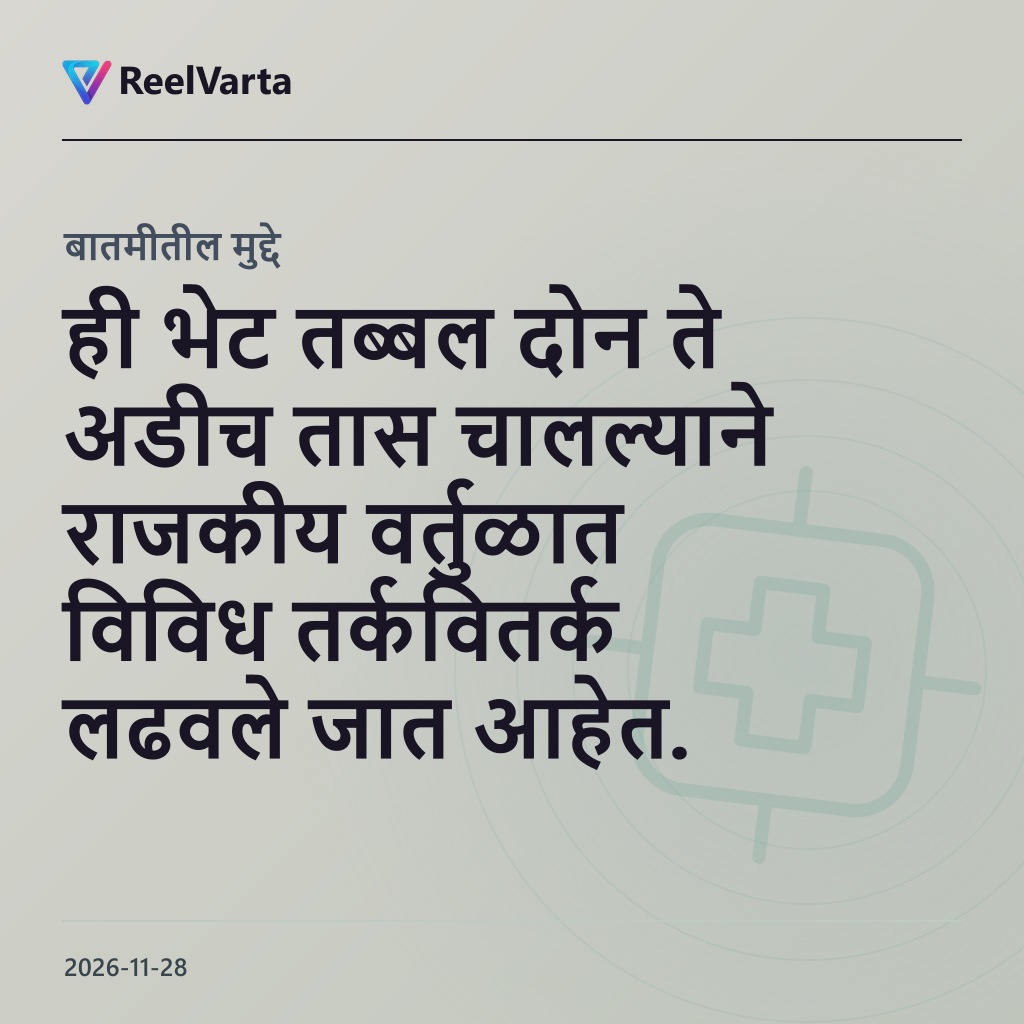 ReelVarta
बातमीतील मुद्दे
ही भेट तब्बल दोन ते
अडीच तास चालल्याने
राजकीय वर्तुळात
विविध तर्कवितर्क
लढवले जात आहेत.
2026-11-28